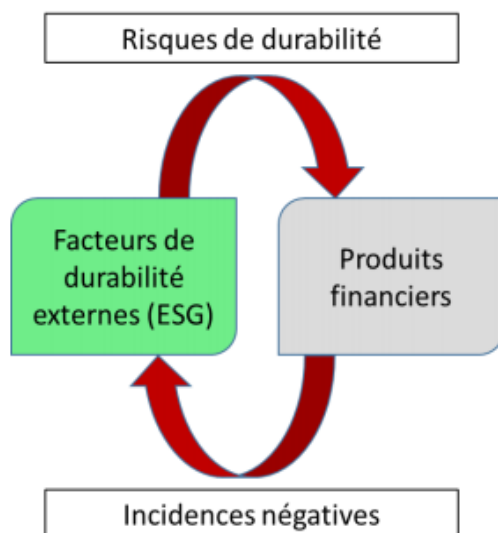 Risques de durabilité
Facteurs de
durabilité
externes (ESG)
Produits
financiers
Incidences négatives